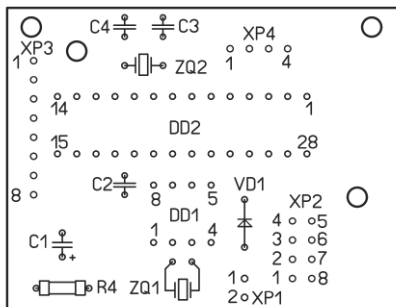 C4 C3
XP3 XP4
1 1 4
ZQ2
14 1
DD2
15 28
C2 8 5 VD1
8 DD1 XP2
1 4 4 5
C1 3 6
+ 2 7
R4 ZQ1 1 1 8
2 XP1